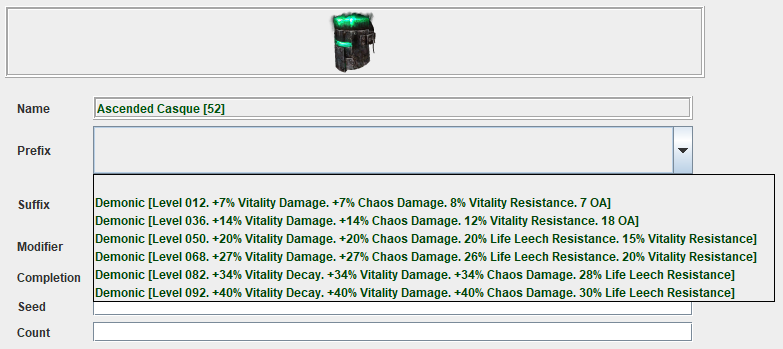 Name
Ascended Casque [52]
Prefix
Suffix
Demonic [Level 012. +7% Vitality Damage. +7% Chaos Damage. 8% Vitality Resistance. 7 OA]
Demonic [Level 036. +14% Vitality Damage. +14% Chaos Damage. 12% Vitality Resistance. 18 OA]
Demonic [Level 050. +20% Vitality Damage. +20% Chaos Damage. 20% Life Leech Resistance. 15% Vitality Resistance]
Modifier
Demonic [Level 068. +27% Vitality Damage. +27% Chaos Damage. 26% Life Leech Resistance. 20% Vitality Resistance]
Completion
Demonic [Level 082. +34% Vitality Decay. +34% Vitality Damage. +34% Chaos Damage. 28% Life Leech Resistance]
Demonic [Level 092. +40% Vitality Decay. +40% Vitality Damage. +40% Chaos Damage. 30% Life Leech Resistance]
Seed
Count